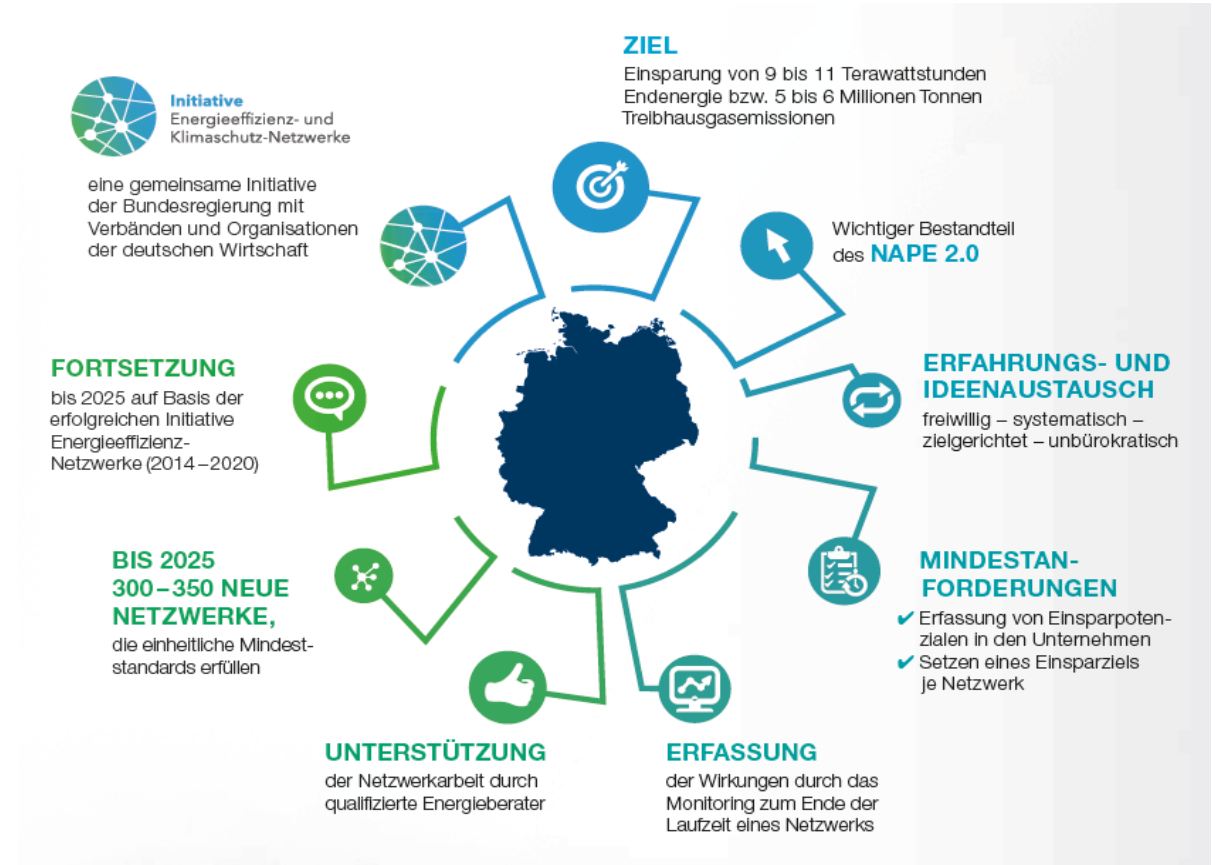 Initiative
Energieeffizienz- und
Klimaschutz-Netzwerke
eine gemeinsame Initiative
der Bundesregierung mit
Verbänden und Organisationen
der deutschen Wirtschaft
ZIEL
Einsparung von 9 bis 11 Terawattstunden
Endenergie bzw. 5 bis 6 Millionen Tonnen
Treibhausgasemissionen
Wichtiger Bestandteil
des NAPE 2.0
ERFAHRUNGS- UND
IDEENAUSTAUSCH
freiwillig – systematisch –
zielgerichtet – unbürokratisch
MINDESTAN-
FORDERUNGEN
✔ Erfassung von Einsparpoten-
zialen in den Unternehmen
✔ Setzen eines Einsparziels
je Netzwerk
ERFASSUNG
der Wirkungen durch das
Monitoring zum Ende der
Laufzeit eines Netzwerks
UNTERSTÜTZUNG
der Netzwerkarbeit durch
qualifizierte Energieberater
BIS 2025
300–350 NEUE
NETZWERKE,
die einheitliche Mindest-
standards erfüllen
FORTSETZUNG
bis 2025 auf Basis der
erfolgreichen Initiative
Energieeffizienz-
Netzwerke (2014–2020)